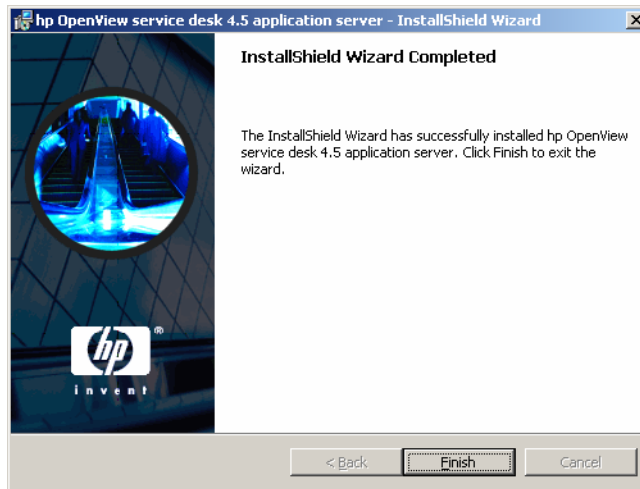 hp OpenView service desk 4.5 application server - InstallShield Wizard
InstallShield Wizard Completed
The InstallShield Wizard has successfully installed hp OpenView
service desk 4.5 application server. Click Finish to exit the
wizard.
hp
®
invent
< Back
Finish
Cancel